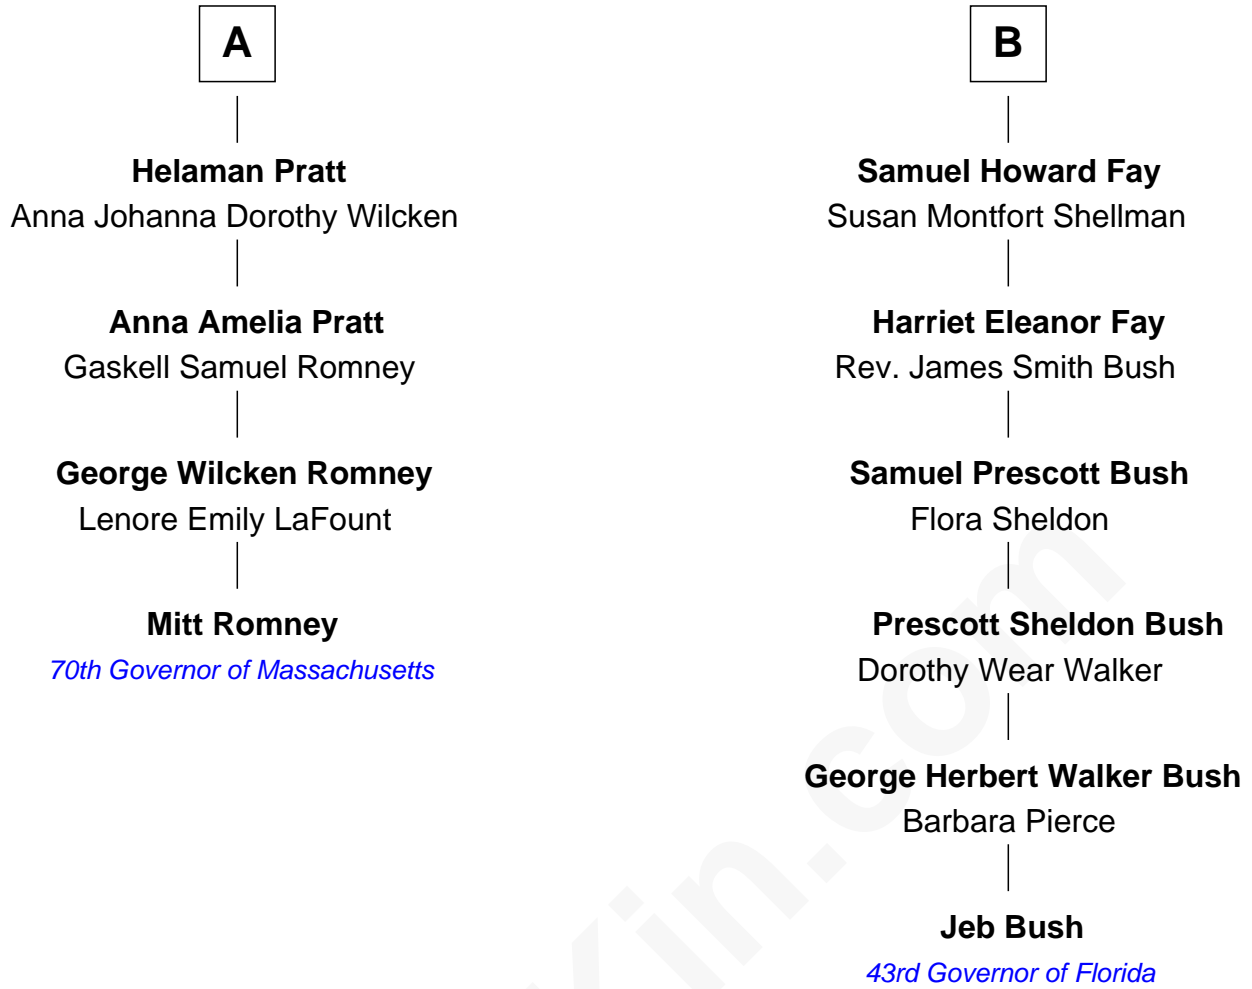 A
Helaman Pratt
Anna Johanna Dorothy Wilcken
Anna Amelia Pratt
Gaskell Samuel Romney
George Wilcken Romney
Lenore Emily LaFount
Mitt Romney
70th Governor of Massachusetts
B
Samuel Howard Fay
Susan Montfort Shellman
Harriet Eleanor Fay
Rev. James Smith Bush
Samuel Prescott Bush
Flora Sheldon
Prescott Sheldon Bush
Dorothy Wear Walker
George Herbert Walker Bush
Barbara Pierce
Jeb Bush
43rd Governor of Florida
Kin.com